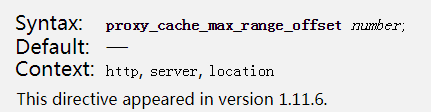 Syntax: proxy_cache_max_range_offset number;
Default: —
Context: http, server, location
This directive appeared in version 1.11.6.